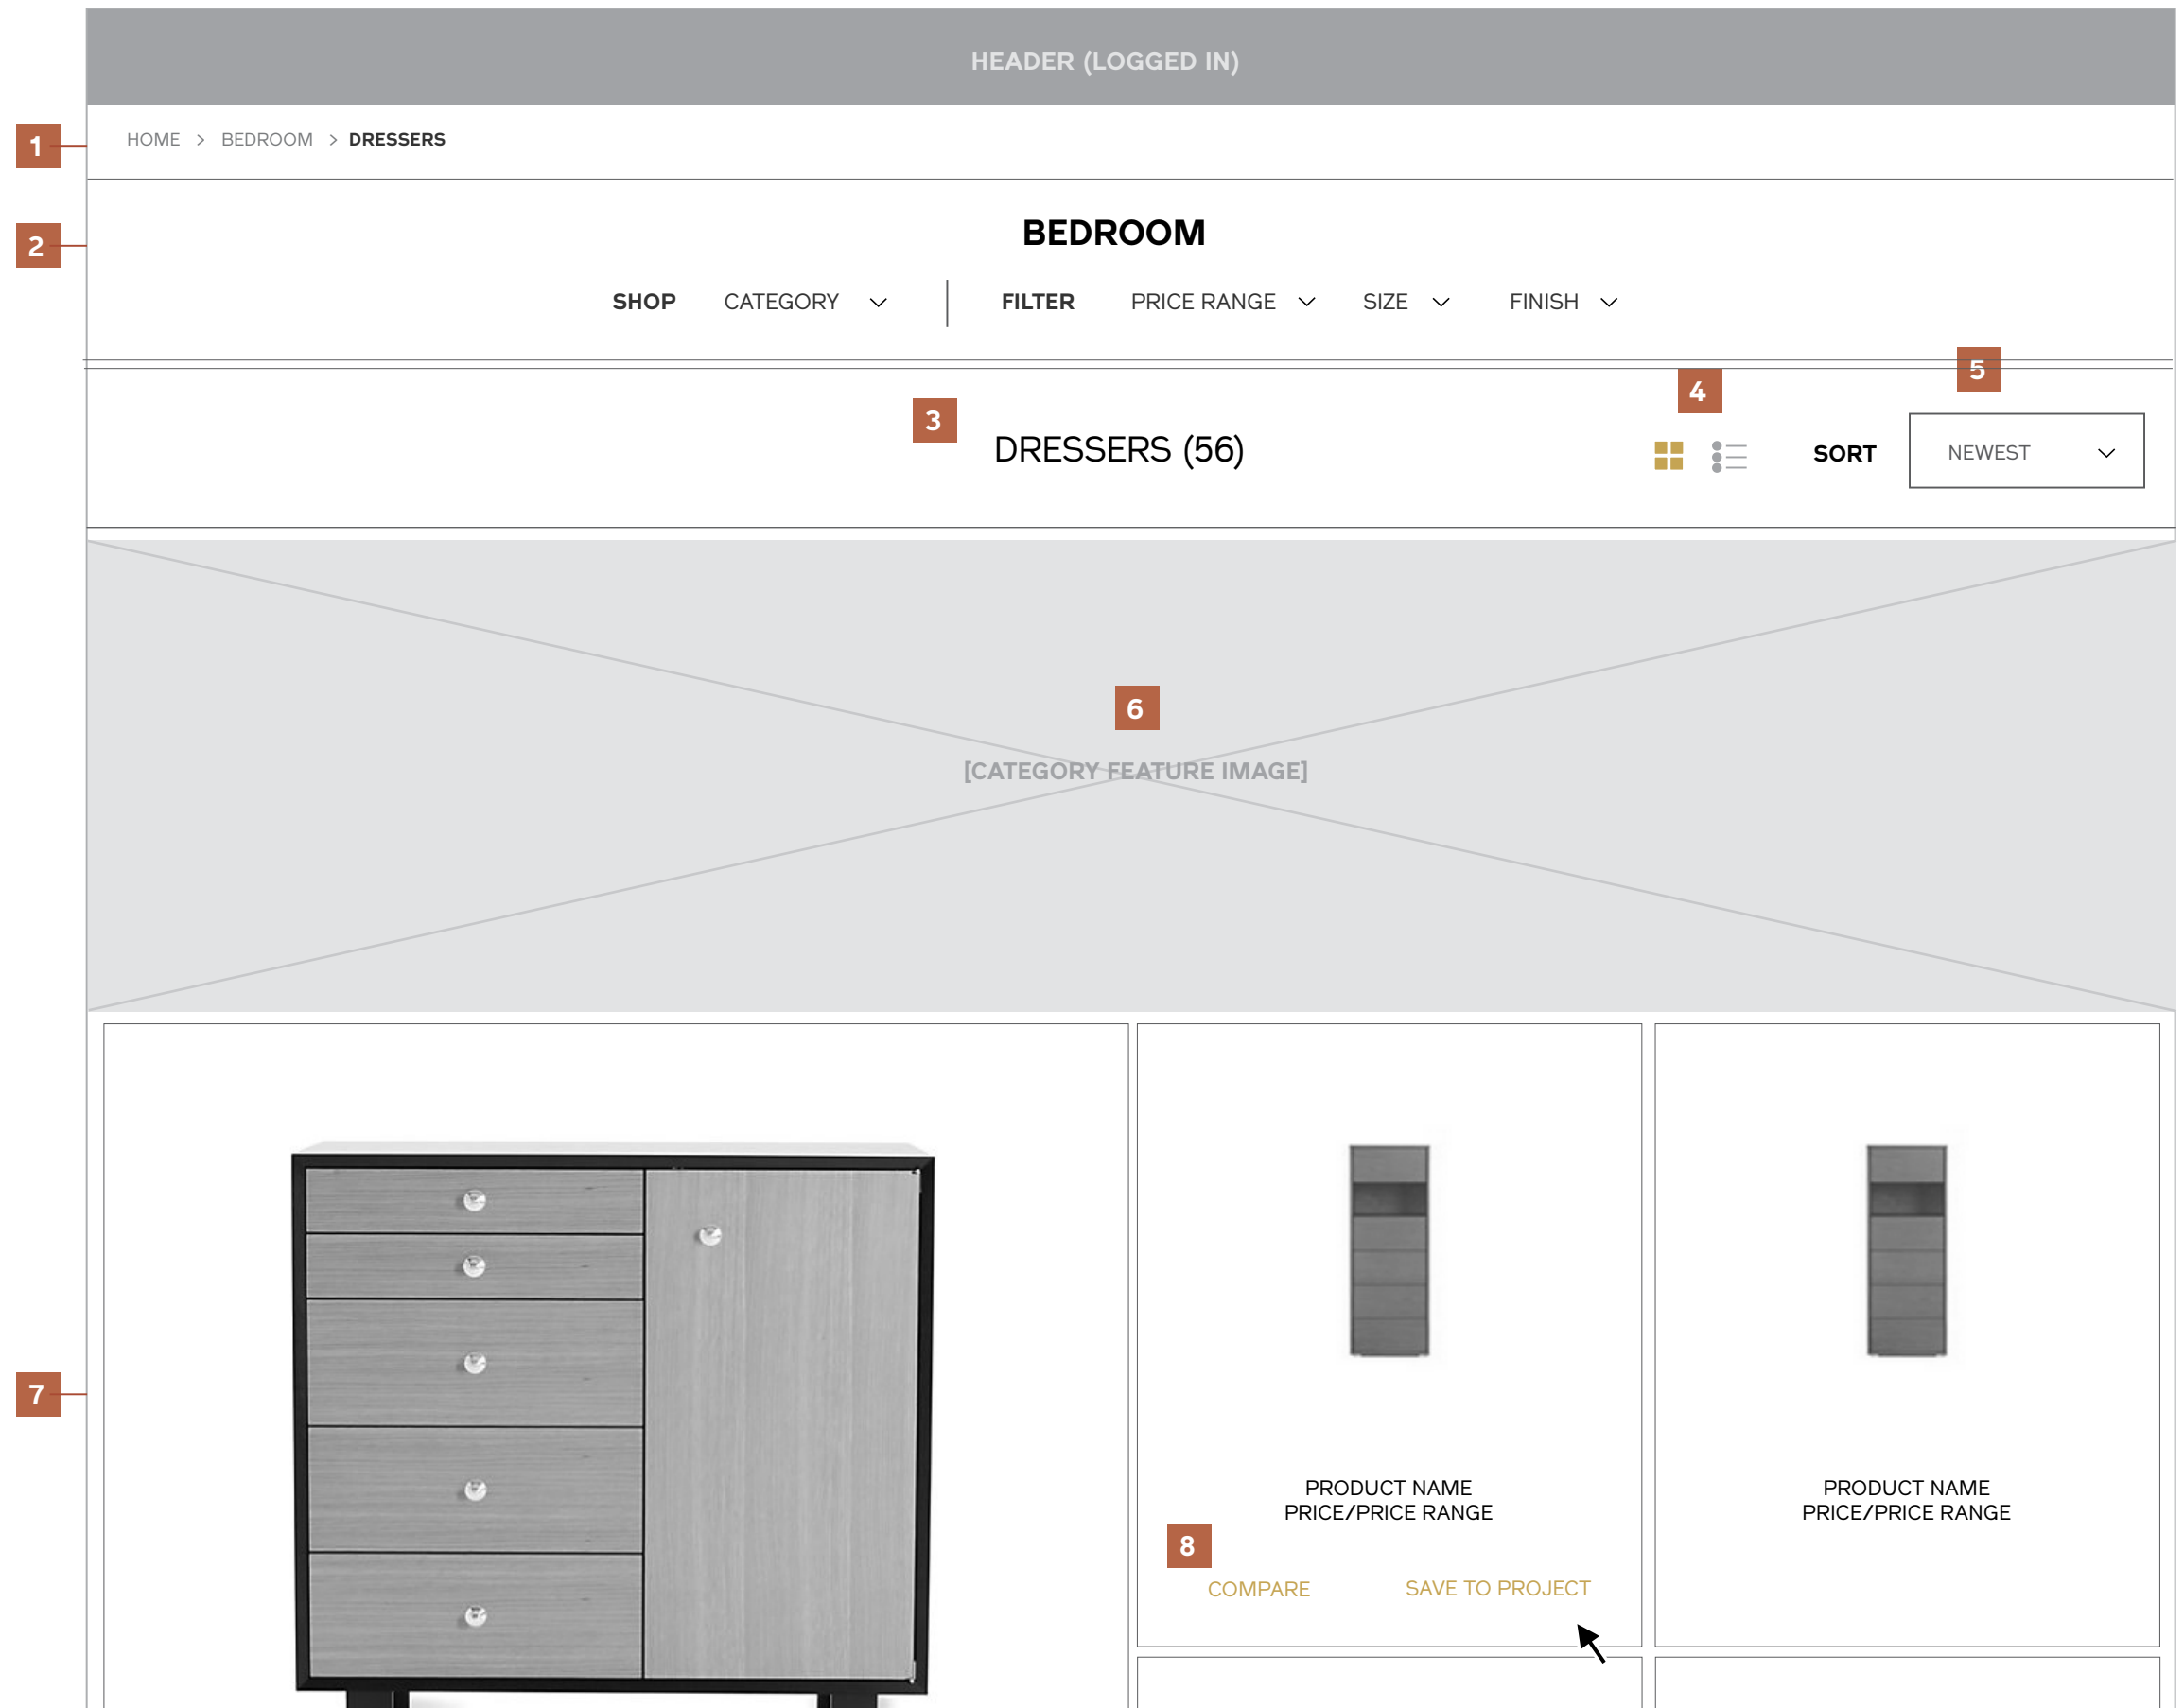 HEADER (LOGGED IN)
1
HOME > BEDROOM > DRESSERS
2
BEDROOM
SHOP CATEGORY FILTER PRICE RANGE SIZE FINISH
3
4
5
DRESSERS (56)
SORT NEWEST
6
[CATEGORY FEATURE IMAGE]
7
PRODUCT NAME
PRICE/PRICE RANGE
8
COMPARE SAVE TO PROJECT
PRODUCT NAME
PRICE/PRICE RANGE